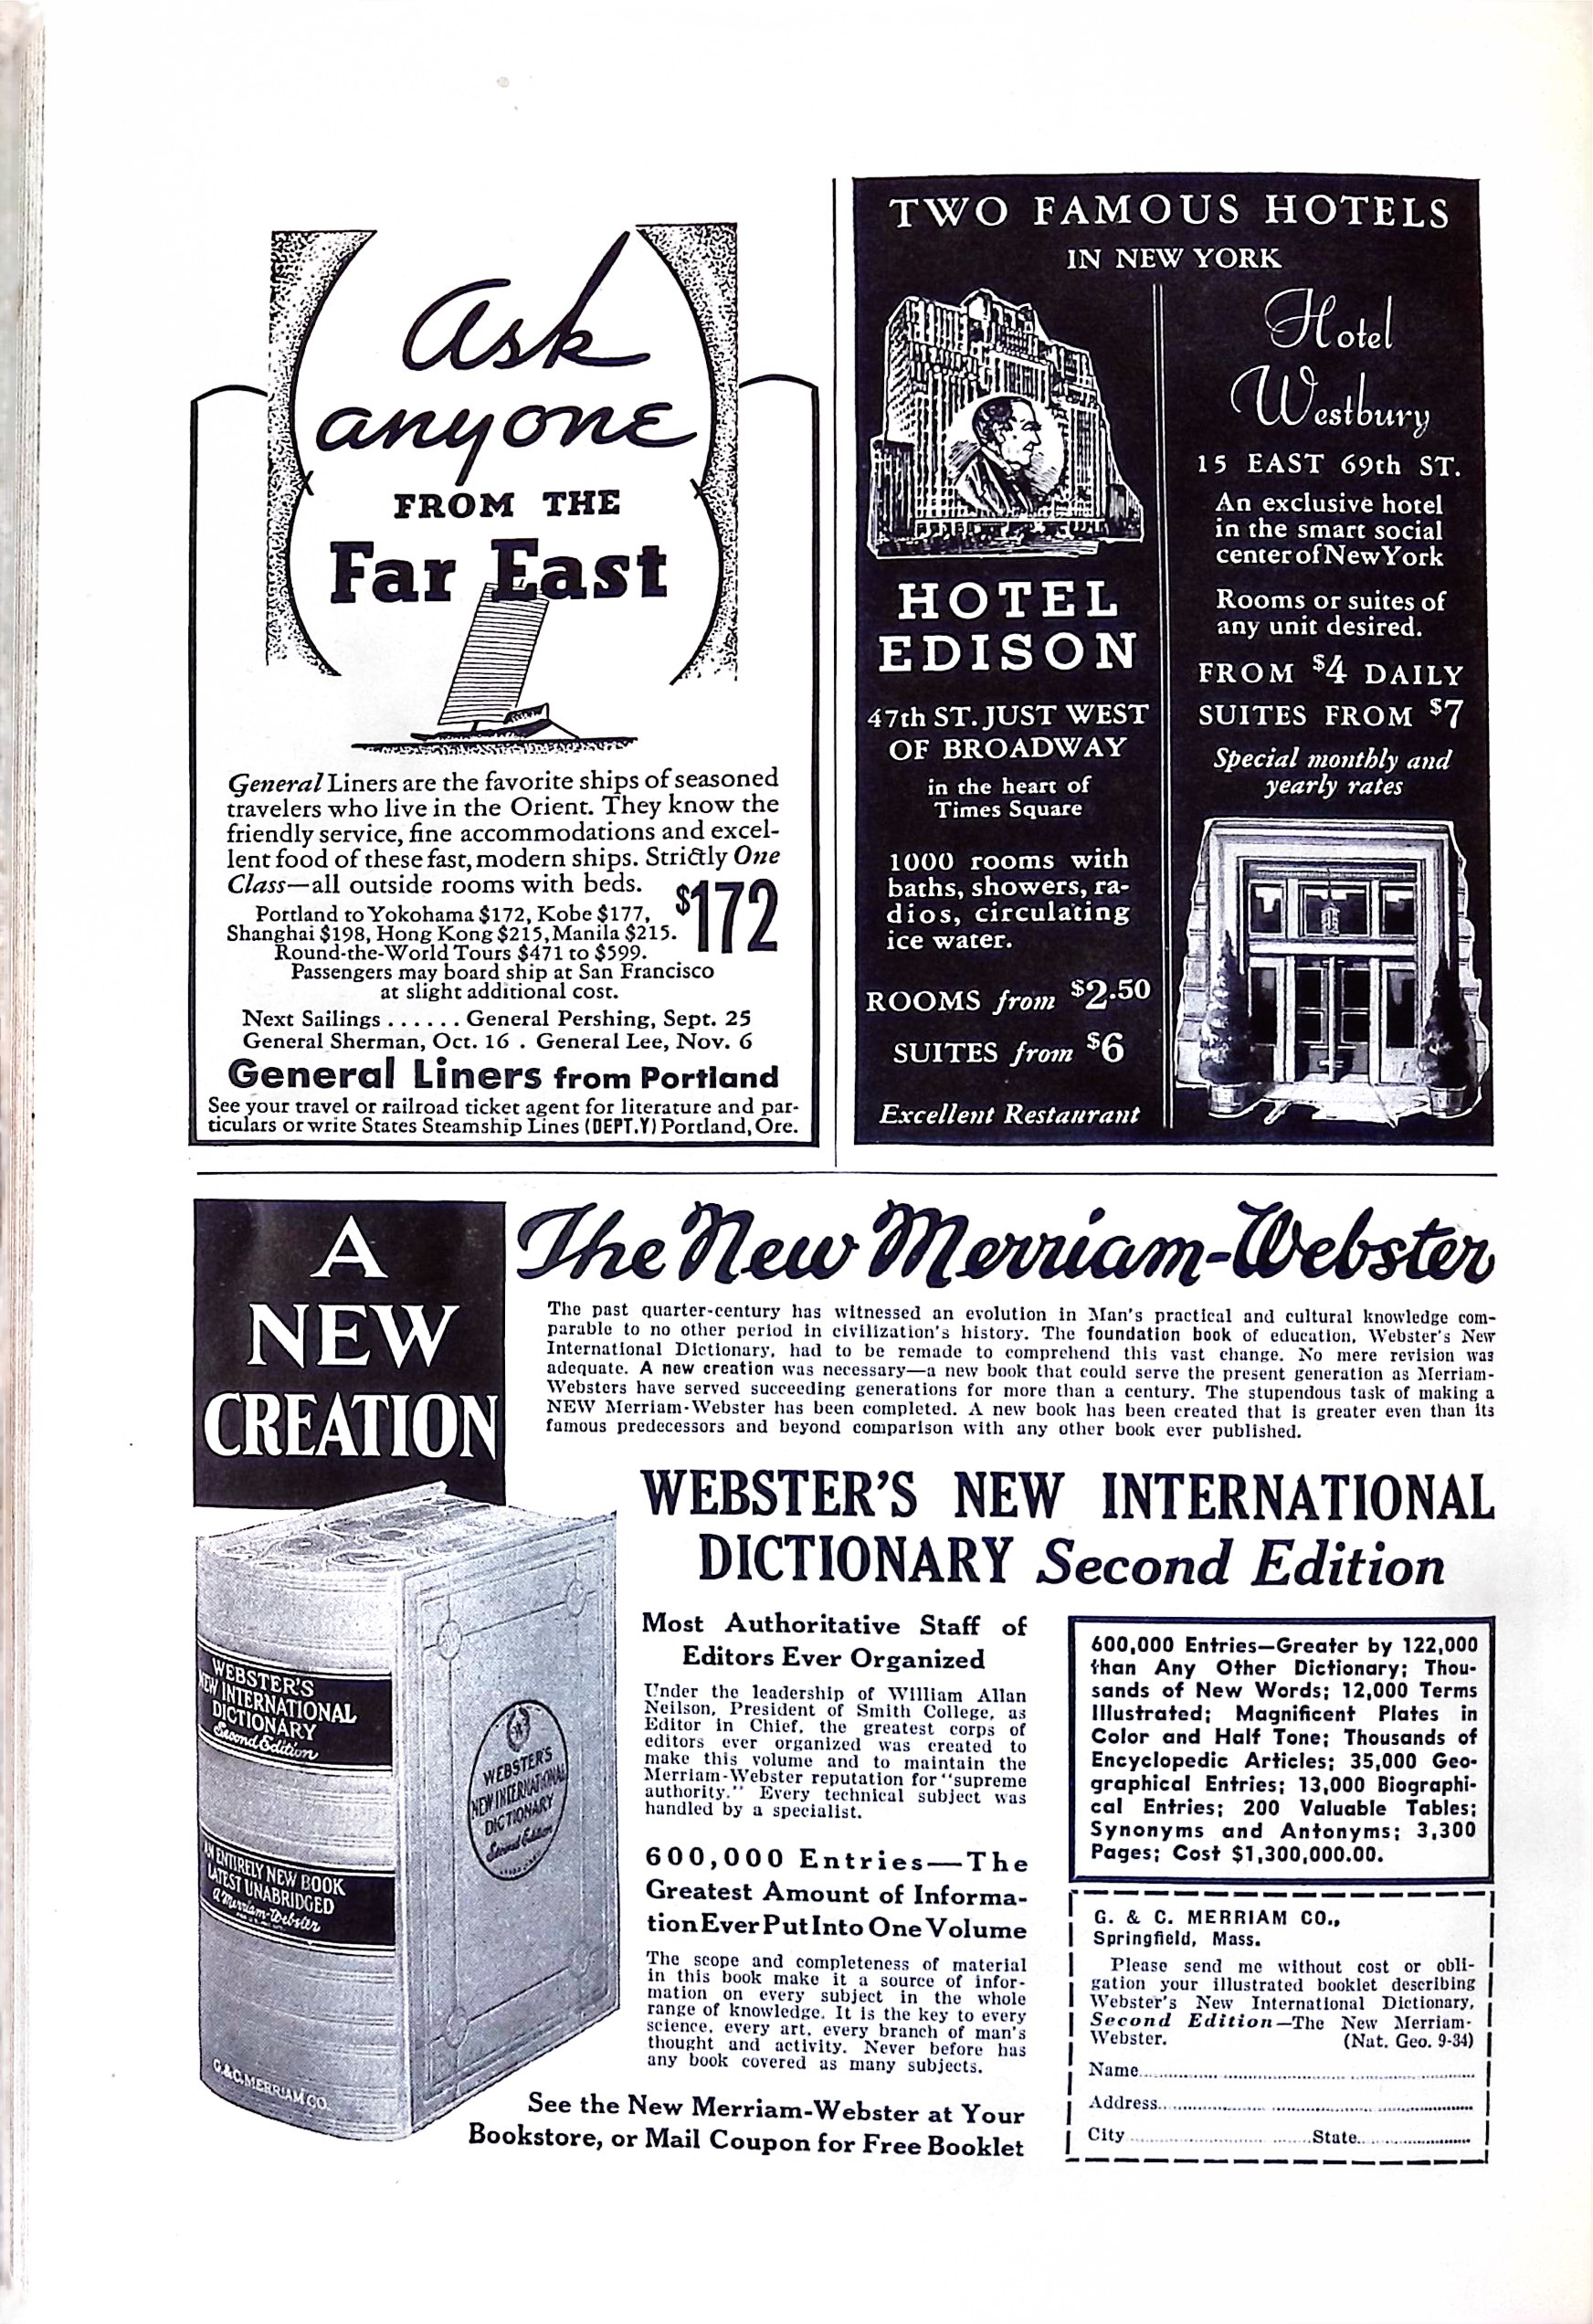 Ask
anyone
FROM THE
Far East
General Liners are the favorite ships of seasoned
travelers who live in the Orient. They know the
friendly service, fine accommodations and excel-
lent food of these fast, modern ships. Strictly One
Class—all outside rooms with beds.
$172
Portland to Yokohama $172, Kobe $177,
Shanghai $198, Hong Kong $215, Manila $215.
Round-the-World Tours $471 to $599.
Passengers may board ship at San Francisco
at slight additional cost.
Next Sailings . . . . . . General Pershing, Sept. 25
General Sherman, Oct. 16 . General Lee, Nov. 6
General Liners from Portland
See your travel or railroad ticket agent for literature and par-
ticulars or write States Steamship Lines (DEPT.Y) Portland, Ore.
TWO FAMOUS HOTELS
IN NEW YORK
HOTEL
EDISON
47th ST. JUST WEST
OF BROADWAY
in the heart of
Times Square
1000 rooms with
baths, showers, ra-
dios, circulating
ice water.
ROOMS from $2.50
SUITES from $6
Excellent Restaurant
Hotel
Westbury
15 EAST 69th ST.
An exclusive hotel
in the smart social
center of New York
Rooms or suites of
any unit desired.
FROM $4 DAILY
SUITES FROM $7
Special monthly and
yearly rates
A
NEW
CREATION
The New Merriam-Webster
The past quarter-century has witnessed an evolution in Man's practical and cultural knowledge com-
parable to no other period in civilization's history. The foundation book of education, Webster's New
International Dictionary, had to be remade to comprehend this vast change. No mere revision was
adequate. A new creation was necessary—a new book that could serve the present generation as Merriam-
Websters have served succeeding generations for more than a century. The stupendous task of making a
NEW Merriam-Webster has been completed. A new book has been created that is greater even than its
famous predecessors and beyond comparison with any other book ever published.
WEBSTER'S NEW INTERNATIONAL
DICTIONARY Second Edition
WEBSTER'S
NEW INTERNATIONAL
DICTIONARY
Second Edition
AN ENTIRELY NEW BOOK
LATEST UNABRIDGED
a Merriam-Webster
G.&C.MERRIAM CO.
WEBSTER'S
NEW INTERNATIONAL
DICTIONARY
Second Edition
Most Authoritative Staff of
Editors Ever Organized
Under the leadership of William Allan
Neilson, President of Smith College, as
Editor in Chief, the greatest corps of
editors ever organized was created to
make this volume and to maintain the
Merriam-Webster reputation for "supreme
authority." Every technical subject was
handled by a specialist.
600,000 Entries—The
Greatest Amount of Informa-
tion Ever Put Into One Volume
The scope and completeness of material
in this book make it a source of infor-
mation on every subject in the whole
range of knowledge. It is the key to every
science, every art, every branch of man's
thought and activity. Never before has
any book covered as many subjects.
See the New Merriam-Webster at Your
Bookstore, or Mail Coupon for Free Booklet
600,000 Entries—Greater by 122,000
than Any Other Dictionary; Thou-
sands of New Words; 12,000 Terms
Illustrated; Magnificent Plates in
Color and Half Tone; Thousands of
Encyclopedic Articles; 35,000 Geo-
graphical Entries; 13,000 Biographi-
cal Entries; 200 Valuable Tables;
Synonyms and Antonyms; 3,300
Pages; Cost $1,300,000.00.
G. & C. MERRIAM CO.,
Springfield, Mass.
Please send me without cost or obli-
gation your illustrated booklet describing
Webster's New International Dictionary,
Second Edition—The New Merriam-
Webster. (Nat. Geo. 9-34)
Name
Address
City State